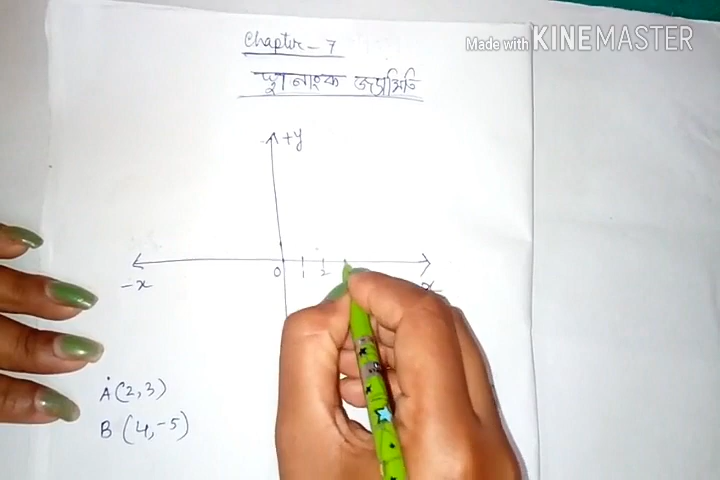 Chapter - 7
Made with KINEMASTER
স্থানাংক জ্যামিতি
+y
-x
0 1 2
x
A (2, 3)
B (4, -5)